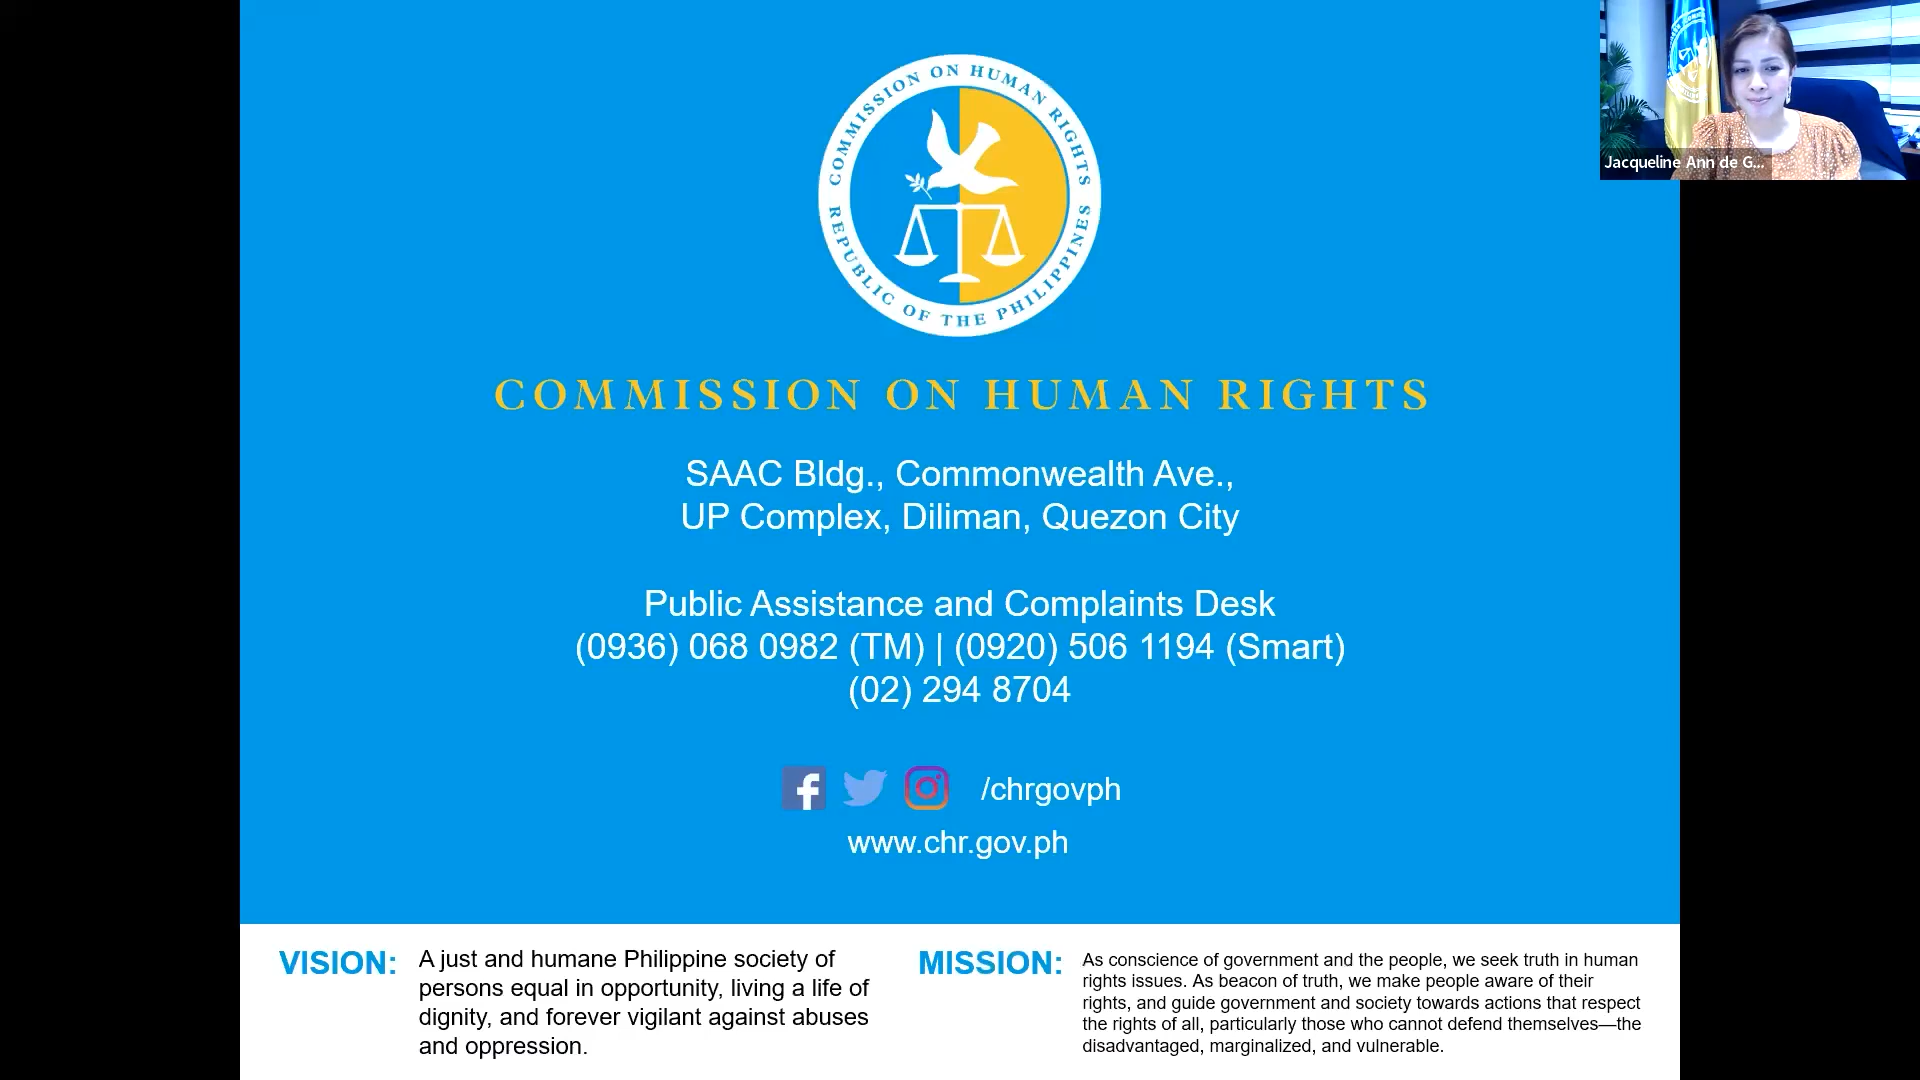 COMMISSION ON HUMAN RIGHTS
REPUBLIC OF THE PHILIPPINES
Jacqueline Ann de G...
COMMISSION ON HUMAN RIGHTS
SAAC Bldg., Commonwealth Ave.,
UP Complex, Diliman, Quezon City
Public Assistance and Complaints Desk
(0936) 068 0982 (TM) | (0920) 506 1194 (Smart)
(02) 294 8704
/chrgovph
www.chr.gov.ph
VISION:
A just and humane Philippine society of
persons equal in opportunity, living a life of
dignity, and forever vigilant against abuses
and oppression.
MISSION:
As conscience of government and the people, we seek truth in human
rights issues. As beacon of truth, we make people aware of their
rights, and guide government and society towards actions that respect
the rights of all, particularly those who cannot defend themselves—the
disadvantaged, marginalized, and vulnerable.